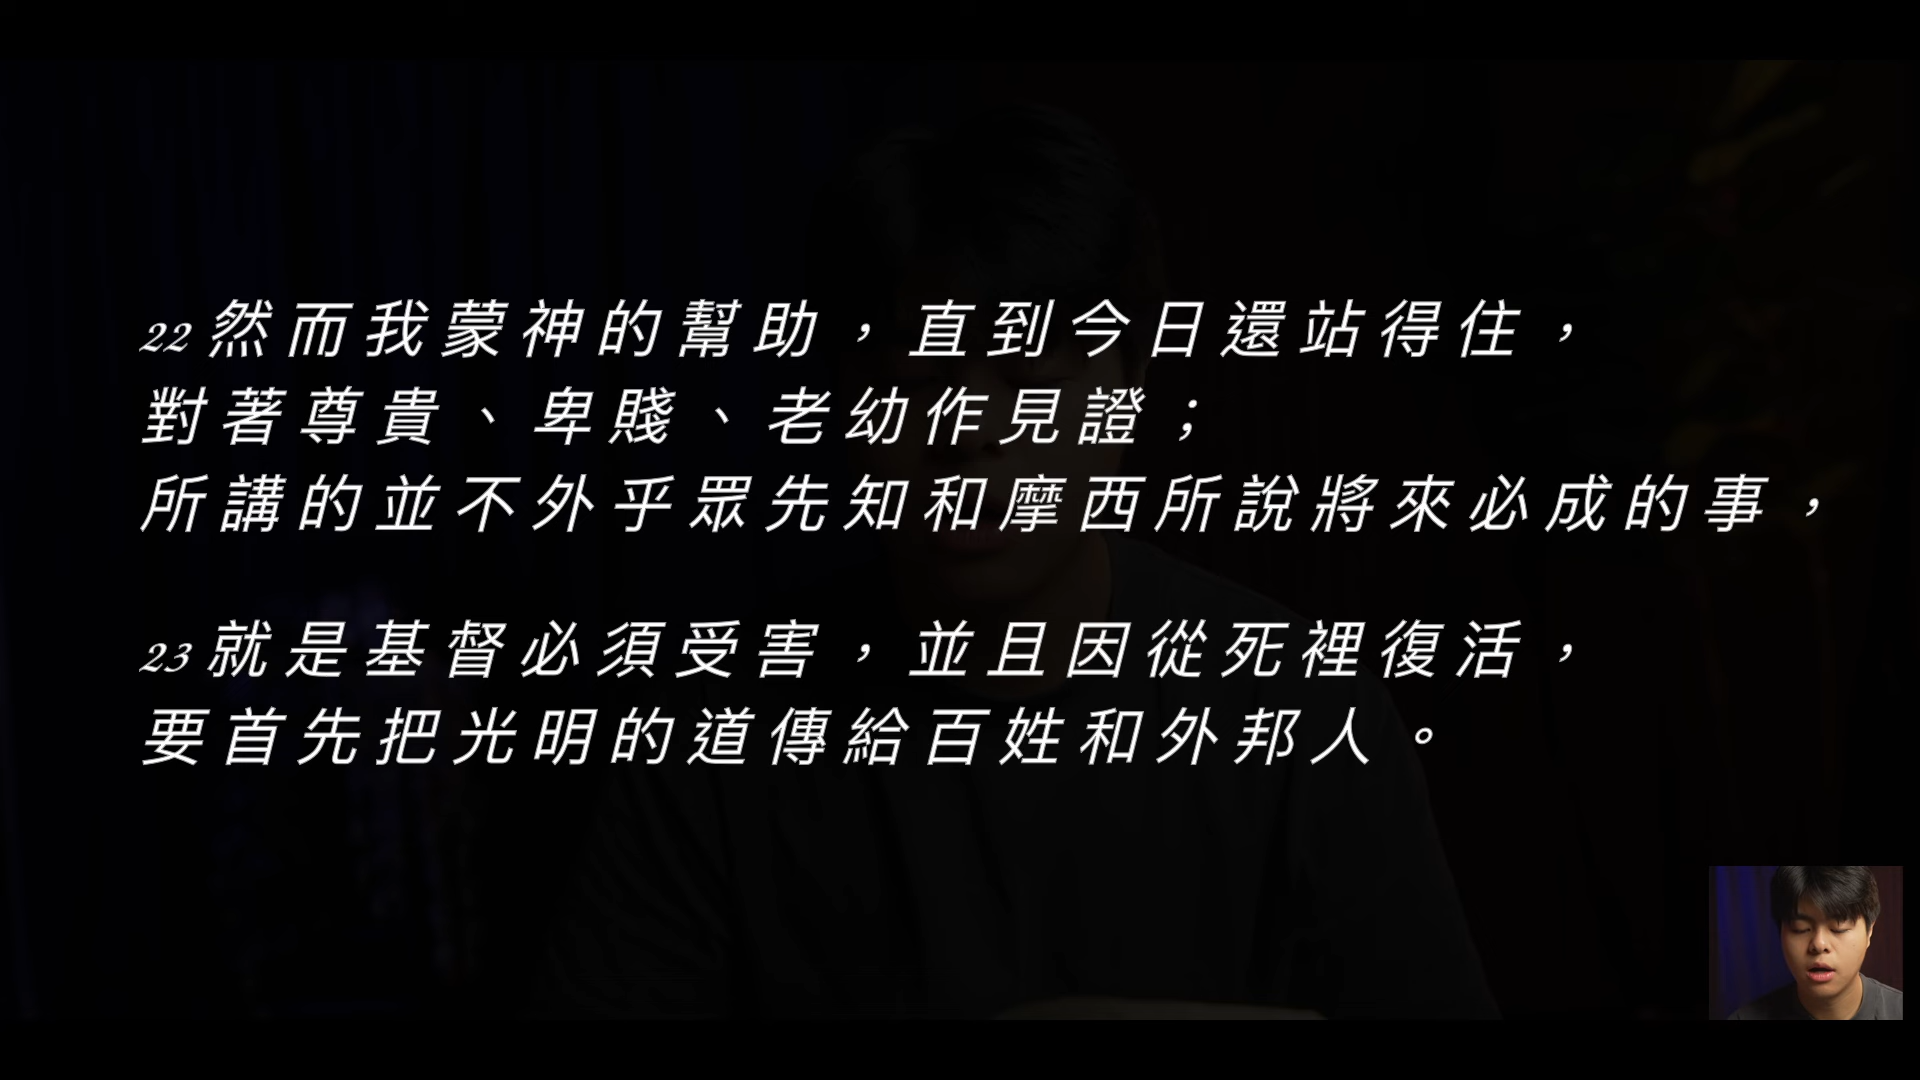 22 然而我蒙神的幫助，直到今日還站得住，
對著尊貴、卑賤、老幼作見證；
所講的並不外乎眾先知和摩西所說將來必成的事，
23 就是基督必須受害，並且因從死裡復活，
要首先把光明的道傳給百姓和外邦人。